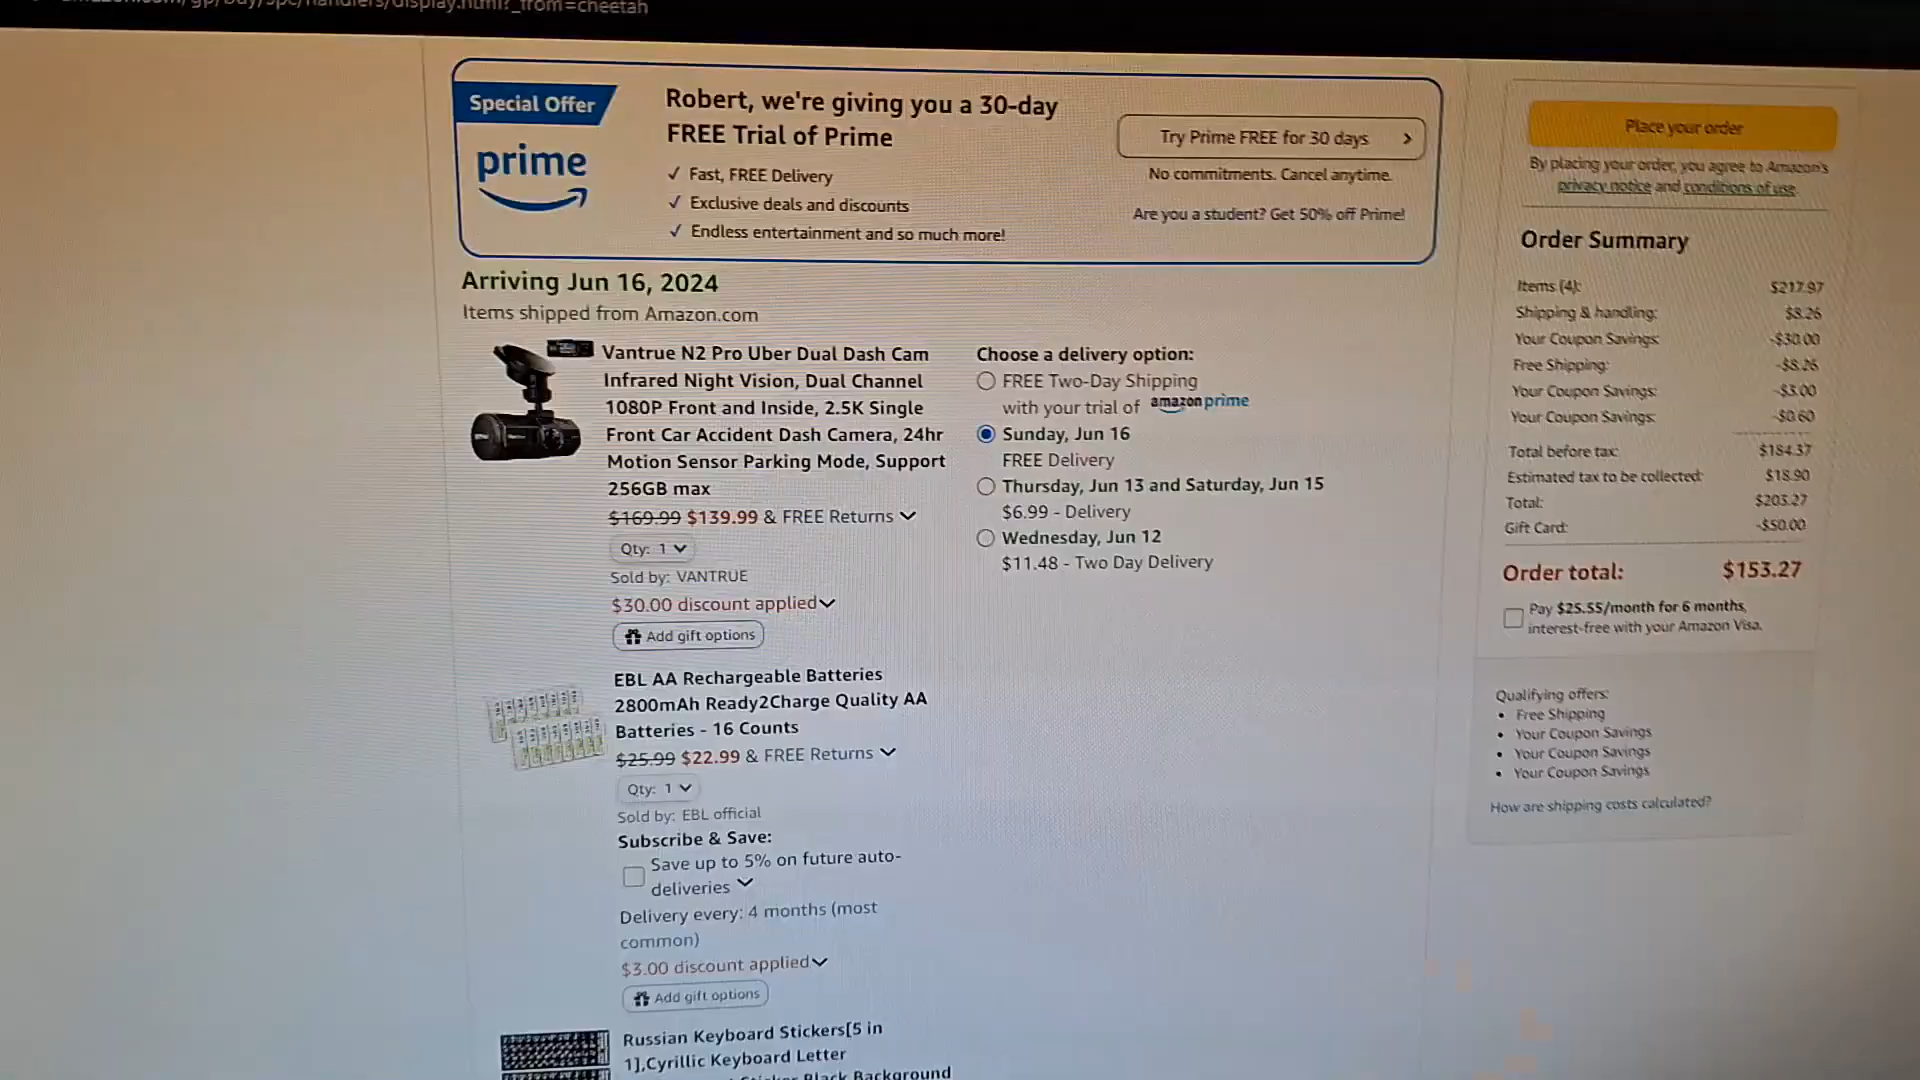 amazon.com/gp/buy/spc/handlers/display.html?_from=cheetah
Special Offer
prime
Robert, we're giving you a 30-day
FREE Trial of Prime
✓ Fast, FREE Delivery
✓ Exclusive deals and discounts
✓ Endless entertainment and so much more!
Try Prime FREE for 30 days >
No commitments. Cancel anytime.
Are you a student? Get 50% off Prime!
Arriving Jun 16, 2024
Items shipped from Amazon.com
Vantrue N2 Pro Uber Dual Dash Cam
Infrared Night Vision, Dual Channel
1080P Front and Inside, 2.5K Single
Front Car Accident Dash Camera, 24hr
Motion Sensor Parking Mode, Support
256GB max
$169.99 $139.99 & FREE Returns
Qty: 1
Sold by: VANTRUE
$30.00 discount applied
Add gift options
Choose a delivery option:
FREE Two-Day Shipping
with your trial of amazon prime
Sunday, Jun 16
FREE Delivery
Thursday, Jun 13 and Saturday, Jun 15
$6.99 - Delivery
Wednesday, Jun 12
$11.48 - Two Day Delivery
EBL AA Rechargeable Batteries
2800mAh Ready2Charge Quality AA
Batteries - 16 Counts
$25.99 $22.99 & FREE Returns
Qty: 1
Sold by: EBL official
Subscribe & Save:
Save up to 5% on future auto-
deliveries
Delivery every: 4 months (most
common)
$3.00 discount applied
Add gift options
Russian Keyboard Stickers[5 in
1],Cyrillic Keyboard Letter
Sticker Black Background
Place your order
By placing your order, you agree to Amazon's
privacy notice and conditions of use.
Order Summary
Items (4): $217.97
Shipping & handling: $8.26
Your Coupon Savings: -$30.00
Free Shipping: -$8.26
Your Coupon Savings: -$3.00
Your Coupon Savings: -$0.60
Total before tax: $184.37
Estimated tax to be collected: $18.90
Total: $203.27
Gift Card: -$50.00
Order total: $153.27
Pay $25.55/month for 6 months,
interest-free with your Amazon Visa.
Qualifying offers:
• Free Shipping
• Your Coupon Savings
• Your Coupon Savings
• Your Coupon Savings
How are shipping costs calculated?